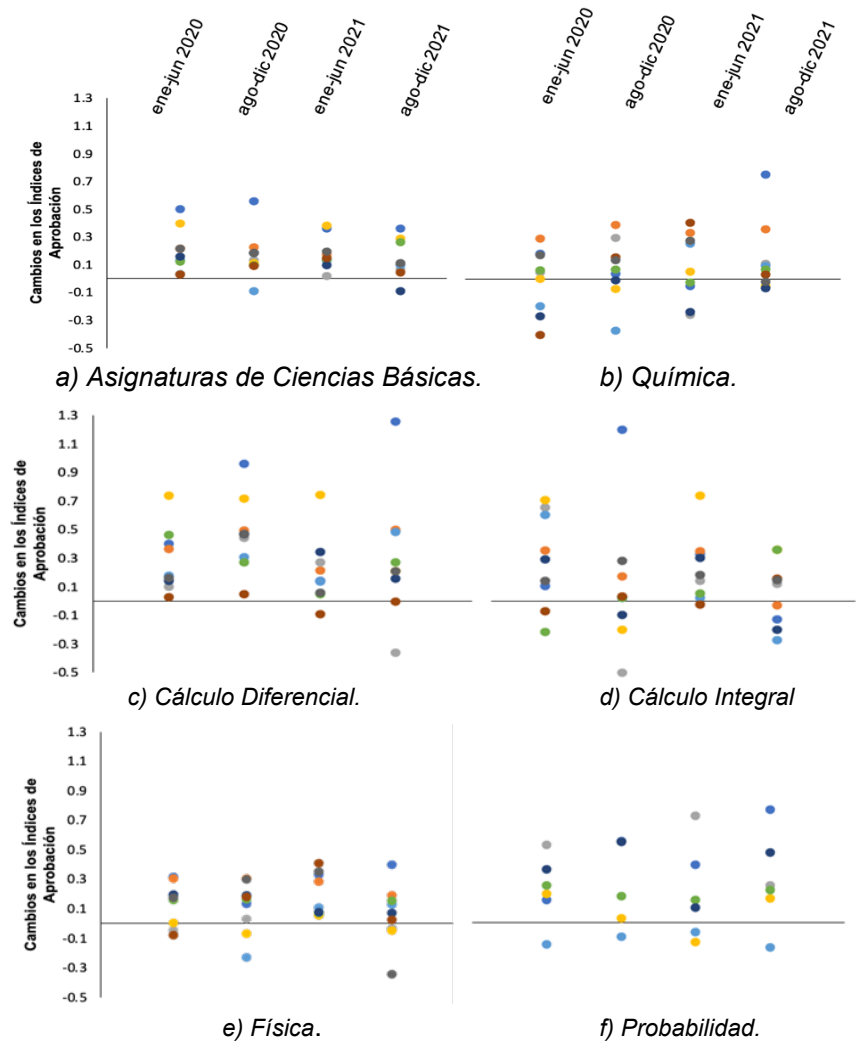 ene-jun 2020
ago-dic 2020
ene-jun 2021
ago-dic 2021
ene-jun 2020
ago-dic 2020
ene-jun 2021
ago-dic 2021
Cambios en los Índices de
Aprobación
1.3
1.1
0.9
0.7
0.5
0.3
0.1
-0.1
-0.3
-0.5
a) Asignaturas de Ciencias Básicas.
b) Química.
Cambios en los Índices de
Aprobación
1.3
1.1
0.9
0.7
0.5
0.3
0.1
-0.1
-0.3
-0.5
c) Cálculo Diferencial.
d) Cálculo Integral
Cambios en los Índices de
Aprobación
1.3
1.1
0.9
0.7
0.5
0.3
0.1
-0.1
-0.3
-0.5
e) Física.
f) Probabilidad.